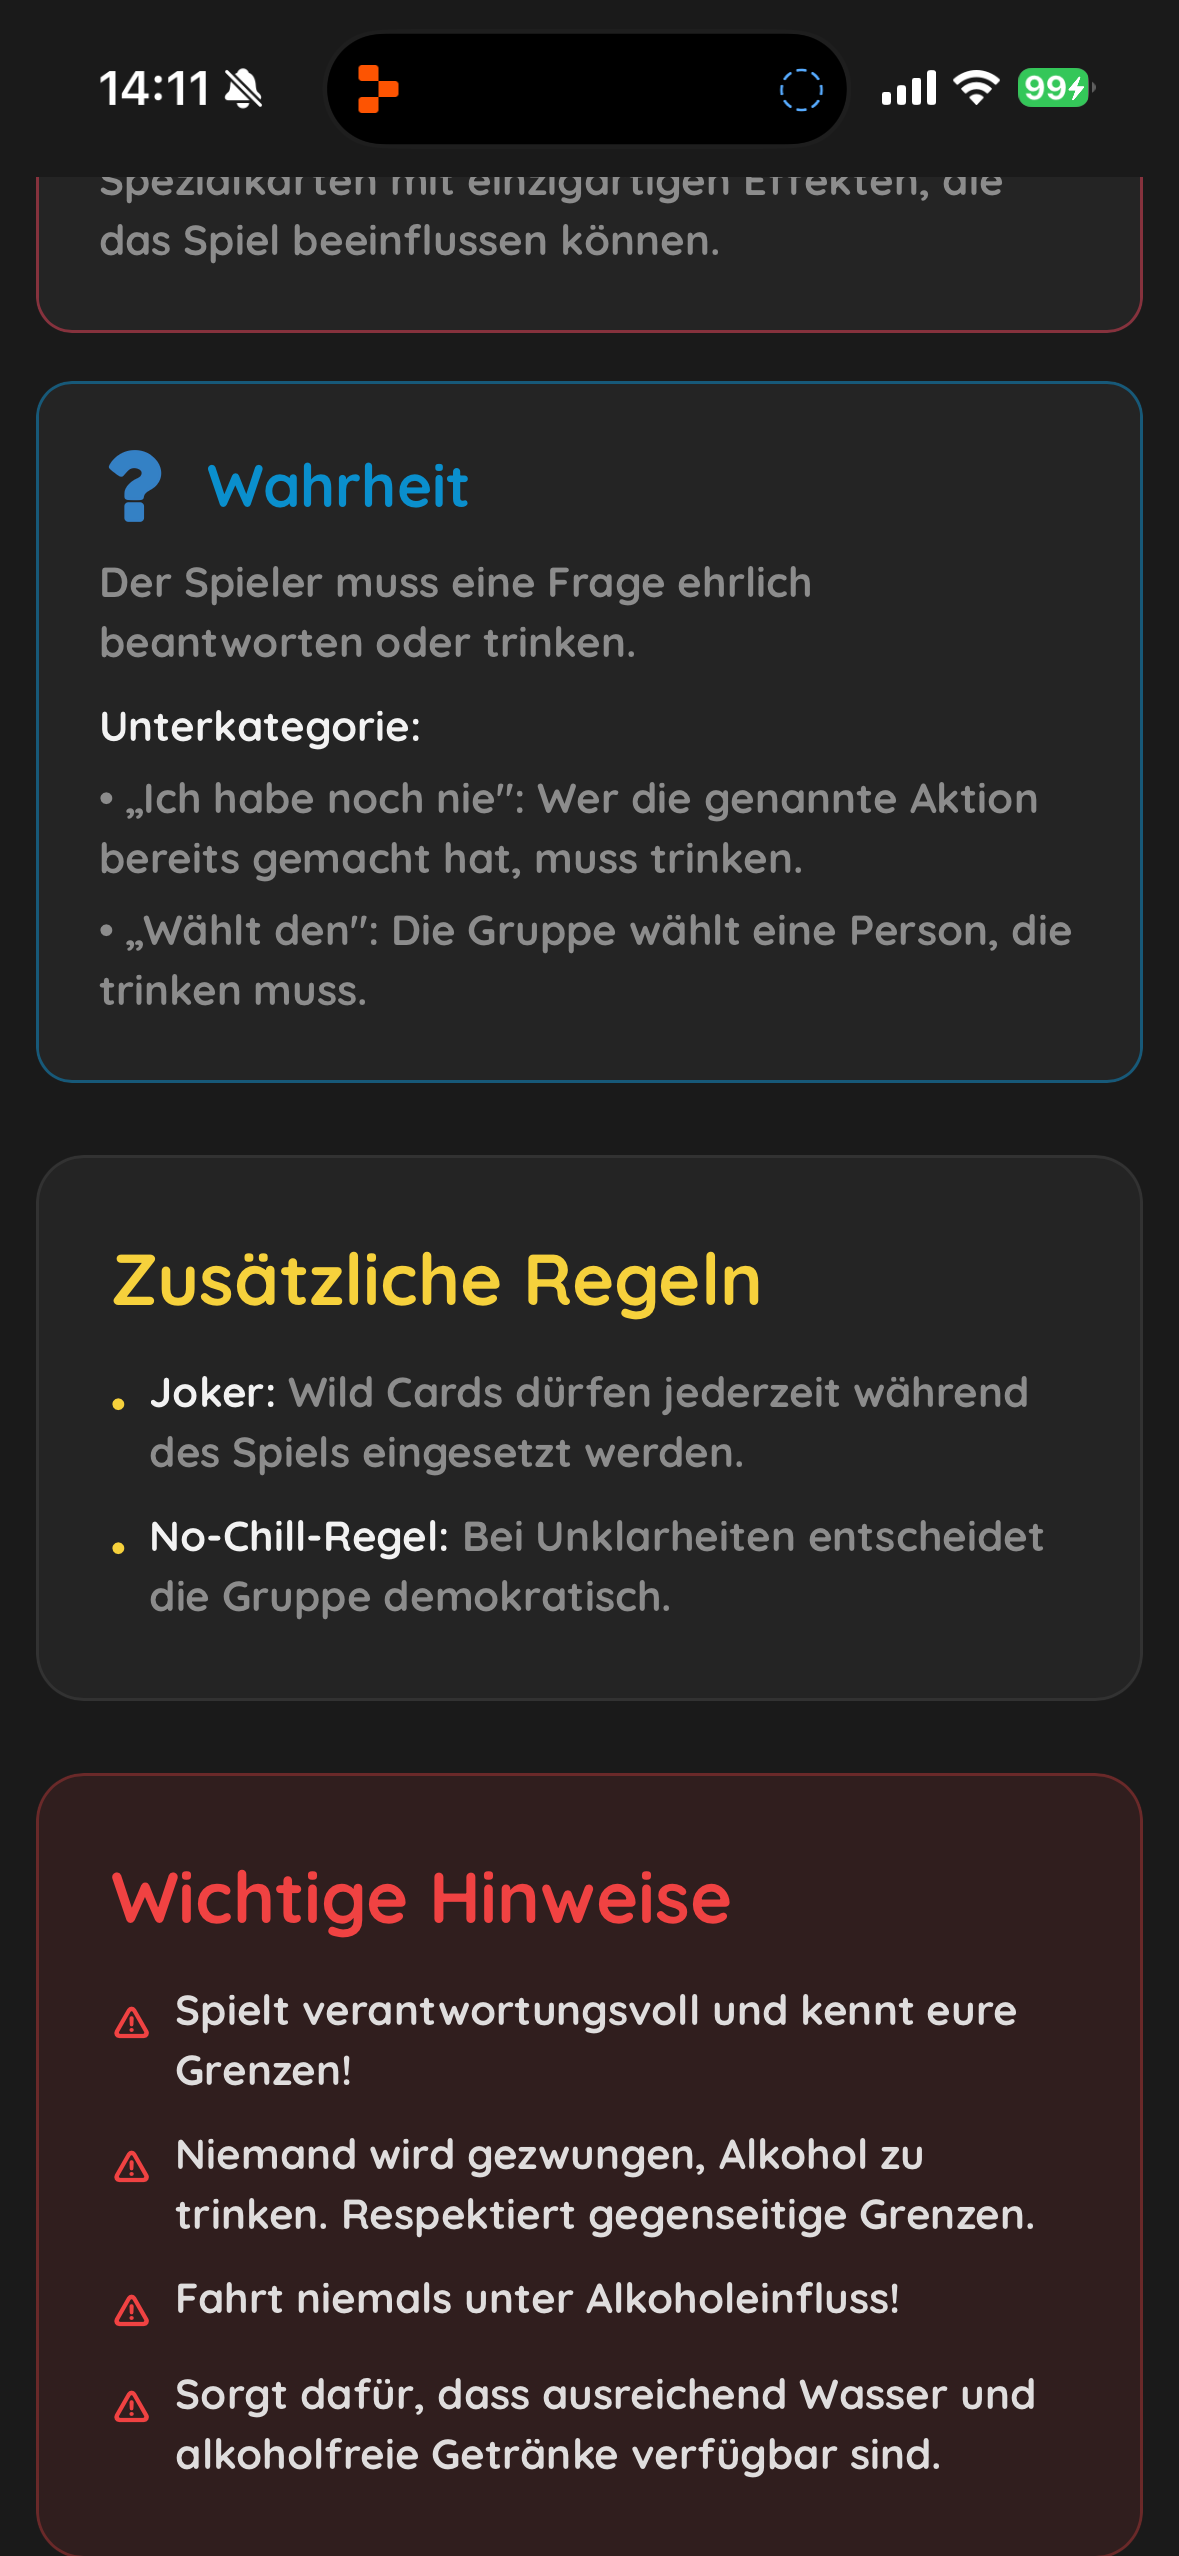 14:11
99
Spezialkarten mit einzigartigen Effekten, die
das Spiel beeinflussen können.
Wahrheit
Der Spieler muss eine Frage ehrlich
beantworten oder trinken.
Unterkategorie:
• „Ich habe noch nie": Wer die genannte Aktion
bereits gemacht hat, muss trinken.
• „Wählt den": Die Gruppe wählt eine Person, die
trinken muss.
Zusätzliche Regeln
• Joker: Wild Cards dürfen jederzeit während
des Spiels eingesetzt werden.
• No-Chill-Regel: Bei Unklarheiten entscheidet
die Gruppe demokratisch.
Wichtige Hinweise
Spielt verantwortungsvoll und kennt eure
Grenzen!
Niemand wird gezwungen, Alkohol zu
trinken. Respektiert gegenseitige Grenzen.
Fahrt niemals unter Alkoholeinfluss!
Sorgt dafür, dass ausreichend Wasser und
alkoholfreie Getränke verfügbar sind.